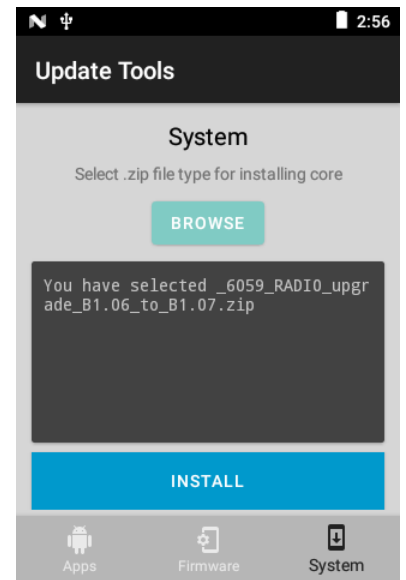 2:56
Update Tools
System
Select .zip file type for installing core
BROWSE
You have selected _6059_RADIO_upgr
ade_B1.06_to_B1.07.zip
INSTALL
Apps Firmware System